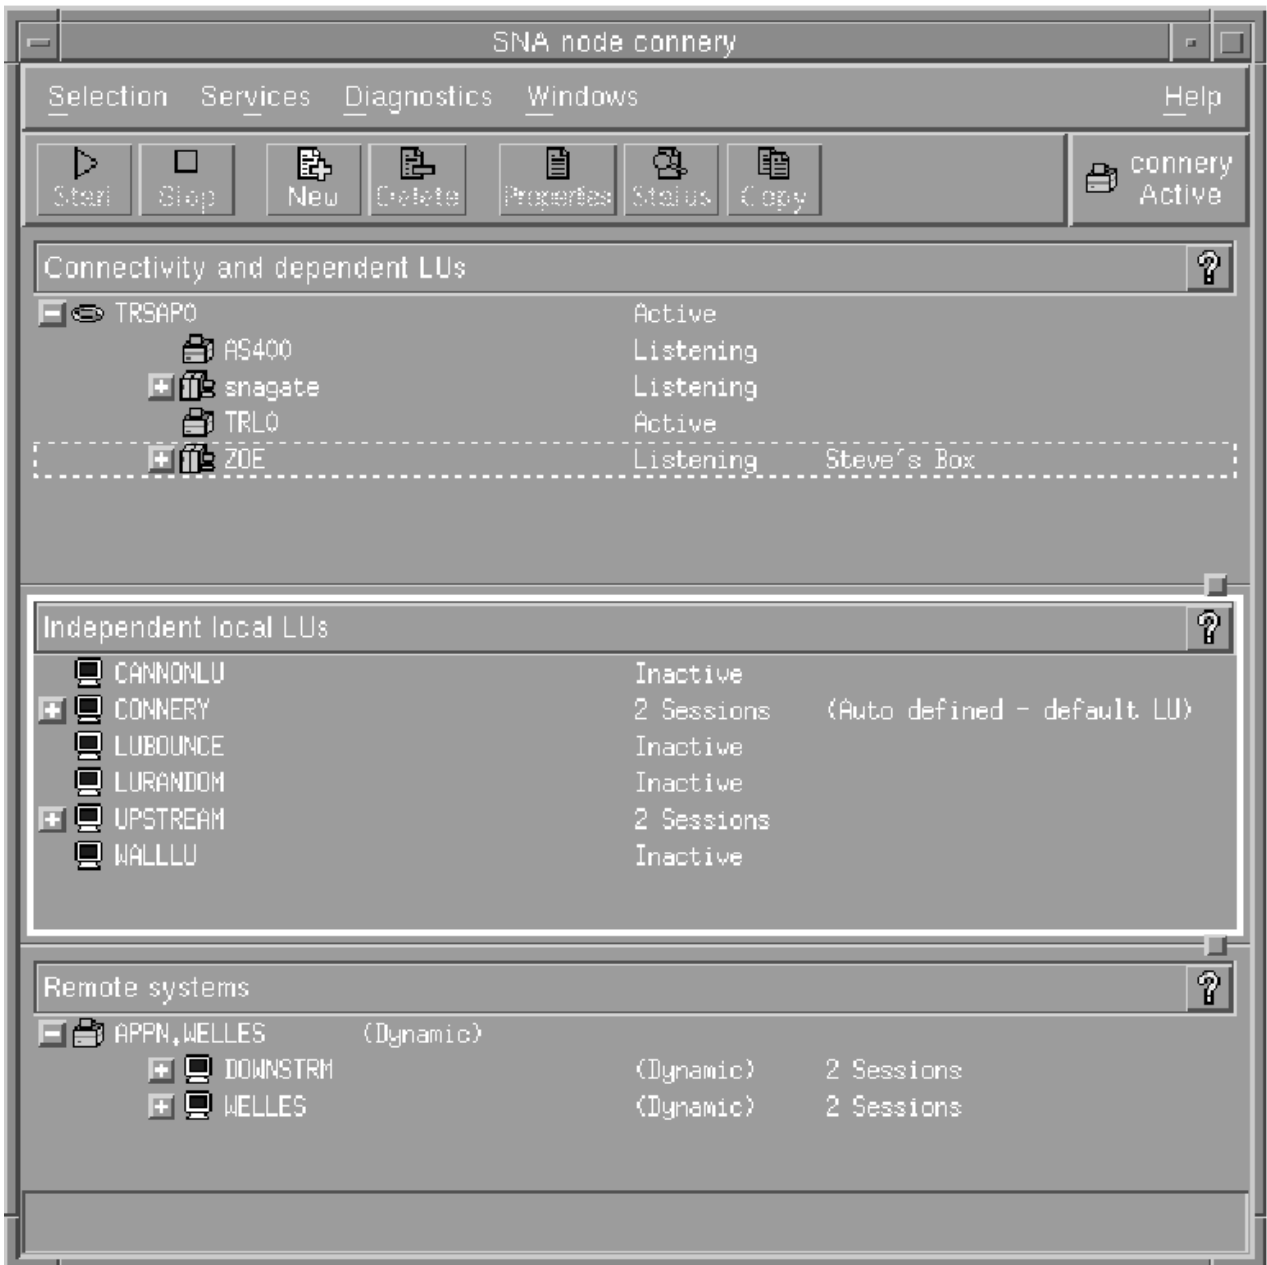 SNA node connery
Selection Services Diagnostics Windows Help
Start Stop New Delete Properties Status Copy connery Active
Connectivity and dependent LUs ?
TRSAP0 Active
AS400 Listening
snagate Listening
TRL0 Active
ZOE Listening Steve's Box
Independent local LUs ?
CANNONLU Inactive
CONNERY 2 Sessions (Auto defined - default LU)
LUBOUNCE Inactive
LURANDOM Inactive
UPSTREAM 2 Sessions
WALLLU Inactive
Remote systems ?
APPN.WELLES (Dynamic)
DOWNSTRM (Dynamic) 2 Sessions
WELLES (Dynamic) 2 Sessions